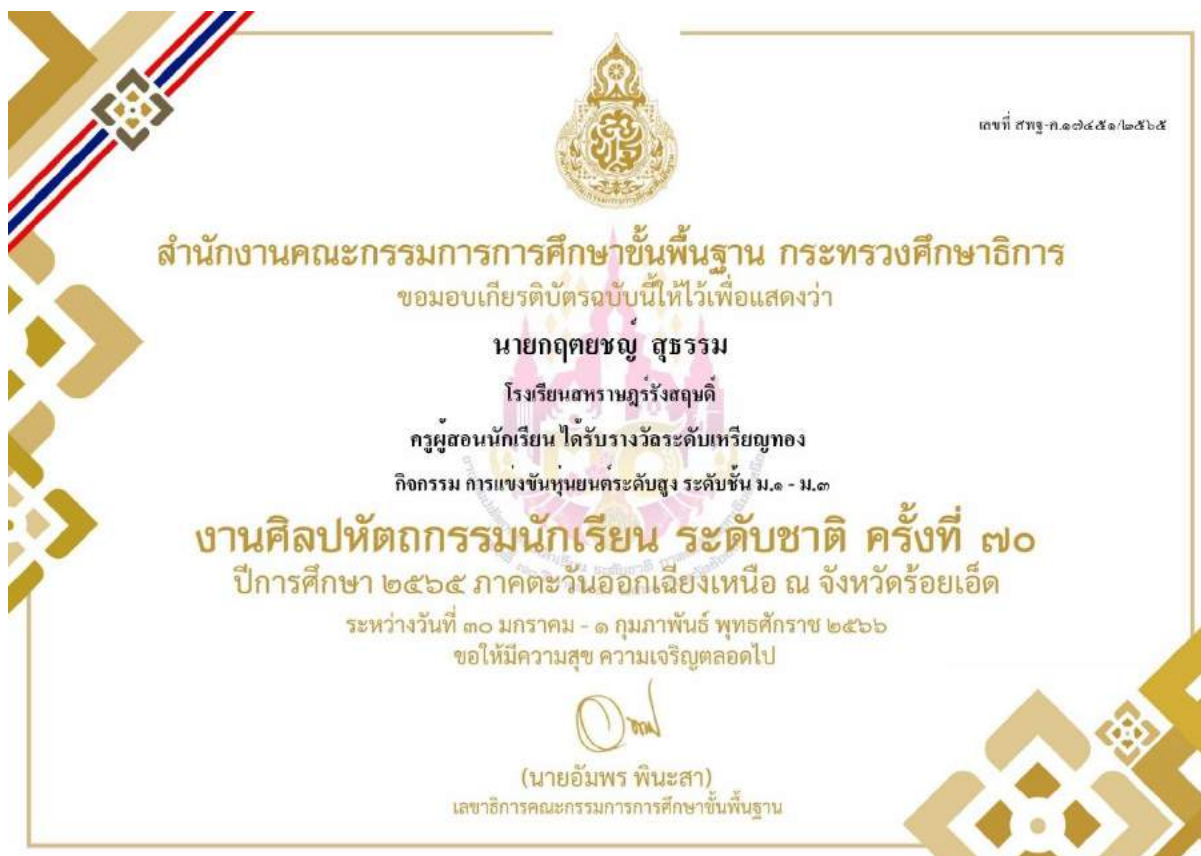 เลขที่ สพฐ-ค.๑๗๔๕๑/๒๕๖๕
สำนักงานคณะกรรมการการศึกษาขั้นพื้นฐาน กระทรวงศึกษาธิการ
ขอมอบเกียรติบัตรฉบับนี้ให้ไว้เพื่อแสดงว่า
นายกฤตยชญ์ สุธรรม
โรงเรียนสหราษฎร์รังสฤษดิ์
ครูผู้สอนนักเรียน ได้รับรางวัลระดับเหรียญทอง
กิจกรรม การแข่งขันหุ่นยนต์ระดับสูง ระดับชั้น ม.๑ - ม.๓
งานศิลปหัตถกรรมนักเรียน ระดับชาติ ครั้งที่ ๗๐
ปีการศึกษา ๒๕๖๕ ภาคตะวันออกเฉียงเหนือ ณ จังหวัดร้อยเอ็ด
ระหว่างวันที่ ๓๐ มกราคม - ๑ กุมภาพันธ์ พุทธศักราช ๒๕๖๖
ขอให้มีความสุข ความเจริญตลอดไป
(นายอัมพร พินะสา)
เลขาธิการคณะกรรมการการศึกษาขั้นพื้นฐาน